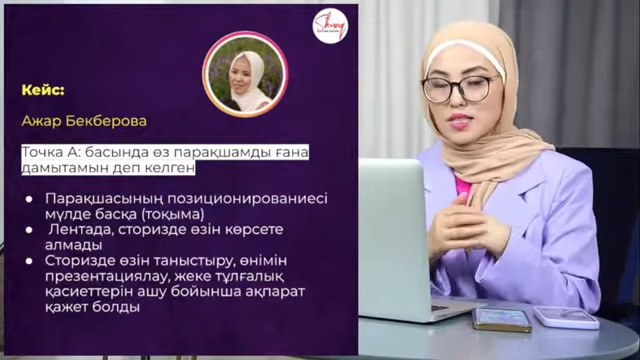 Кейс:
Ажар Бекберова
Точка А: басында өз парақшамды ғана
дамытамын деп келген
● Парақшасының позиционированиесі
мүлде басқа (тоқыма)
● Лентада, сторизде өзін көрсете
алмады
● Сторизде өзін таныстыру, өнімін
презентациялау, жеке тұлғалық
қасиеттерін ашу бойынша ақпарат
қажет болды